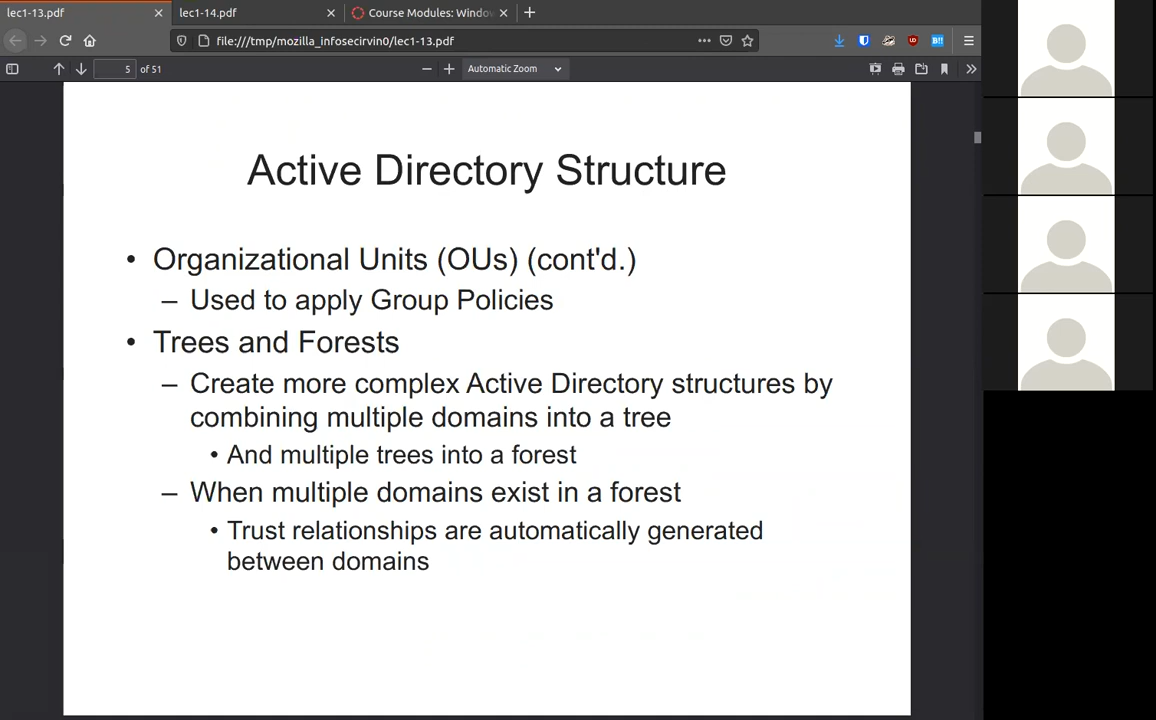 lec1-13.pdf
lec1-14.pdf
Course Modules: Windo
file:///tmp/mozilla_infosecirvin0/lec1-13.pdf
5 of 51
Automatic Zoom
Active Directory Structure
• Organizational Units (OUs) (cont'd.)
– Used to apply Group Policies
• Trees and Forests
– Create more complex Active Directory structures by
combining multiple domains into a tree
• And multiple trees into a forest
– When multiple domains exist in a forest
• Trust relationships are automatically generated
between domains